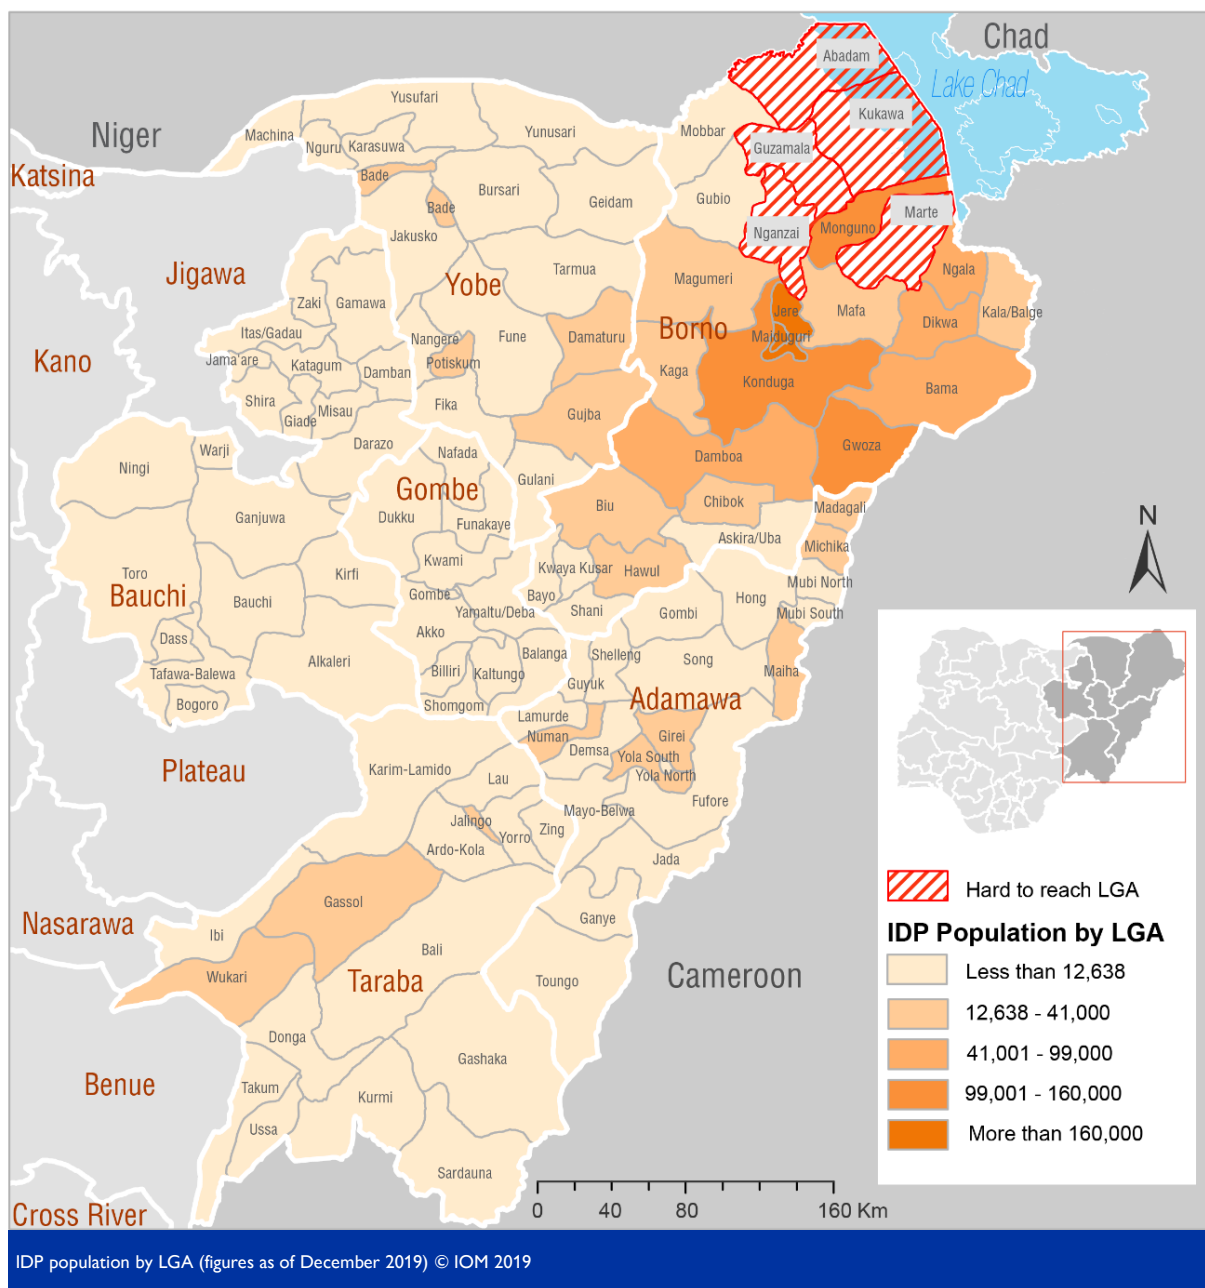 Chad
Abadam
Lake Chad
Yusufari
Kukawa
Niger
Machina
Yunusari
Mobbar
Nguru
Karasuwa
Guzamala
Katsina
Bade
Bursari
Geidam
Gubio
Bade
Marte
Jakusko
Nganzai
Monguno
Jigawa
Yobe
Tarmua
Magumeri
Ngala
Zaki
Gamawa
Jere
Mafa
Kala/Balge
Itas/Gadau
Nangere
Fune
Damaturu
Borno
Maiduguri
Dikwa
Kano
Jama'are
Katagum
Damban
Potiskum
Kaga
Konduga
Bama
Shira
Giade
Misau
Fika
Gujba
Darazo
Warji
Ningi
Nafada
Gwoza
Damboa
Gulani
Gombe
Dukku
Funakaye
Biu
Chibok
Madagali
Ganjuwa
Askira/Uba
Michika
N
Kwami
Toro
Kirfi
Kwaya Kusar
Hawul
Mubi North
Bauchi
Bauchi
Gombe
Bayo
Hong
Yamaltu/Deba
Shani
Gombi
Mubi South
Dass
Akko
Balanga
Shelleng
Song
Alkaleri
Billiri
Kaltungo
Maiha
Tafawa-Balewa
Guyuk
Bogoro
Shomgom
Adamawa
Lamurde
Numan
Girei
Demsa
Yola South
Plateau
Karim-Lamido
Lau
Yola North
Fufore
Mayo-Belwa
Jalingo
Yorro
Zing
Ardo-Kola
Jada
Gassol
Nasarawa
Ibi
Ganye
Bali
Wukari
Taraba
Toungo
Cameroon
Donga
Gashaka
Benue
Takum
Kurmi
Ussa
Sardauna
Cross River
0 40 80 160 Km
Hard to reach LGA
IDP Population by LGA
Less than 12,638
12,638 - 41,000
41,001 - 99,000
99,001 - 160,000
More than 160,000
IDP population by LGA (figures as of December 2019) © IOM 2019